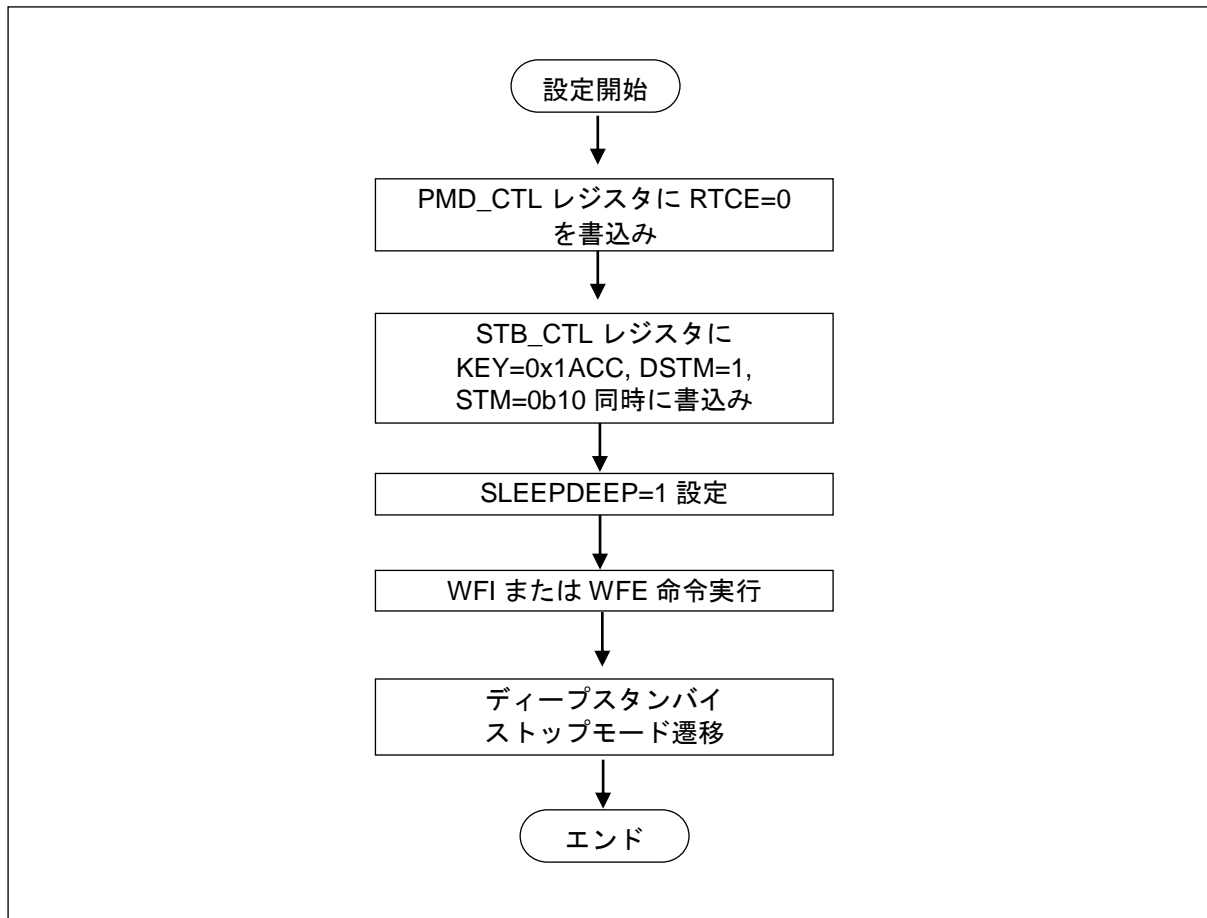 設定開始
PMD_CTL レジスタに RTCE=0
を書込み
STB_CTL レジスタに
KEY=0x1ACC, DSTM=1,
STM=0b10 同時に書込み
SLEEPDEEP=1 設定
WFI または WFE 命令実行
ディープスタンバイ
ストップモード遷移
エンド